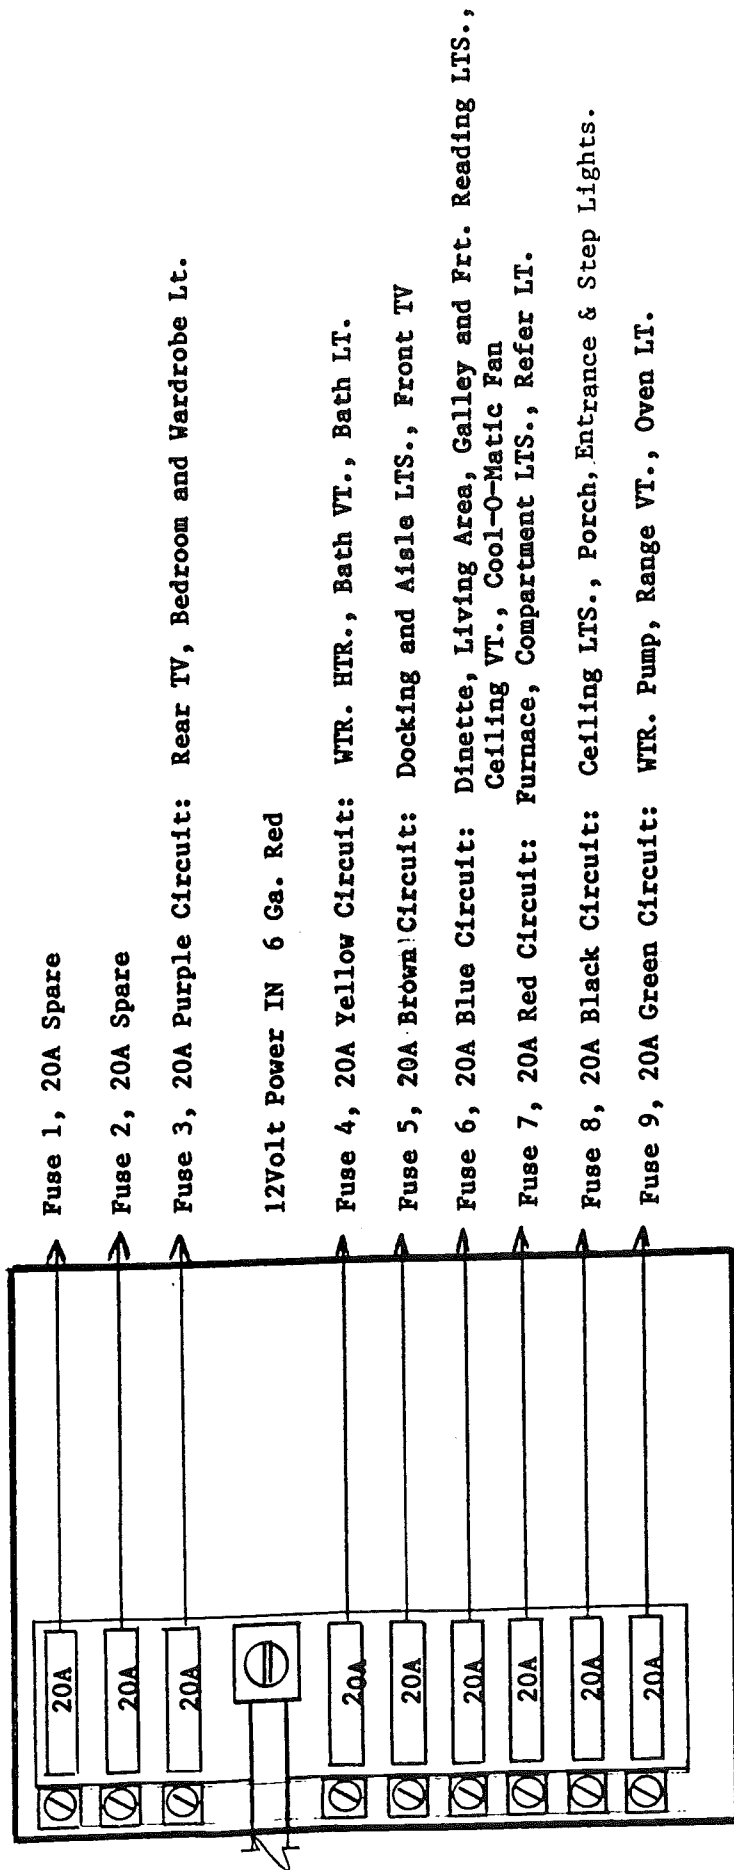 20A
Fuse 1, 20A Spare
20A
Fuse 2, 20A Spare
20A
Fuse 3, 20A Purple Circuit: Rear TV, Bedroom and Wardrobe Lt.
12Volt Power IN 6 Ga. Red
20A
Fuse 4, 20A Yellow Circuit: WTR. HTR., Bath VT., Bath LT.
20A
Fuse 5, 20A Brown Circuit: Docking and Aisle LTS., Front TV
20A
Fuse 6, 20A Blue Circuit: Dinette, Living Area, Galley and Frt. Reading LTS.,
Ceiling VT., Cool-O-Matic Fan
20A
Fuse 7, 20A Red Circuit: Furnace, Compartment LTS., Refer LT.
20A
Fuse 8, 20A Black Circuit: Ceiling LTS., Porch, Entrance & Step Lights.
20A
Fuse 9, 20A Green Circuit: WTR. Pump, Range VT., Oven LT.